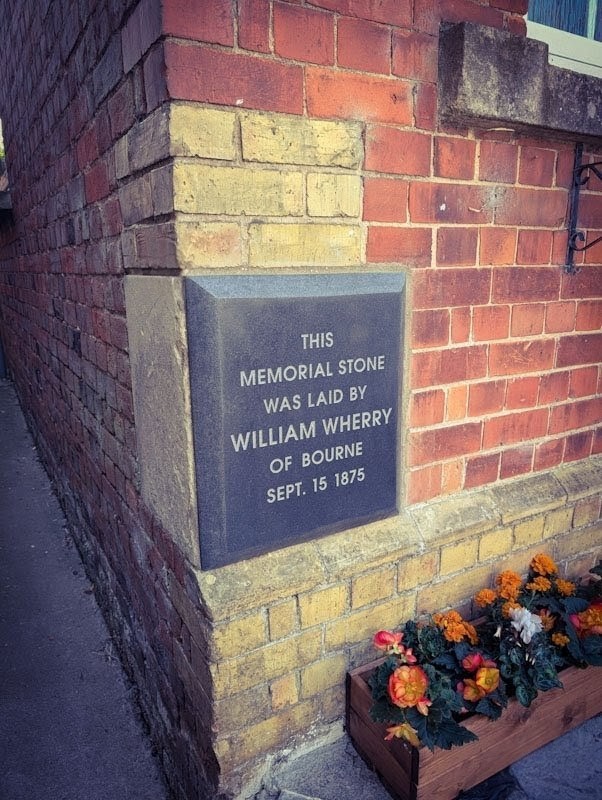 THIS
MEMORIAL STONE
WAS LAID BY
WILLIAM WHERRY
OF BOURNE
SEPT. 15 1875